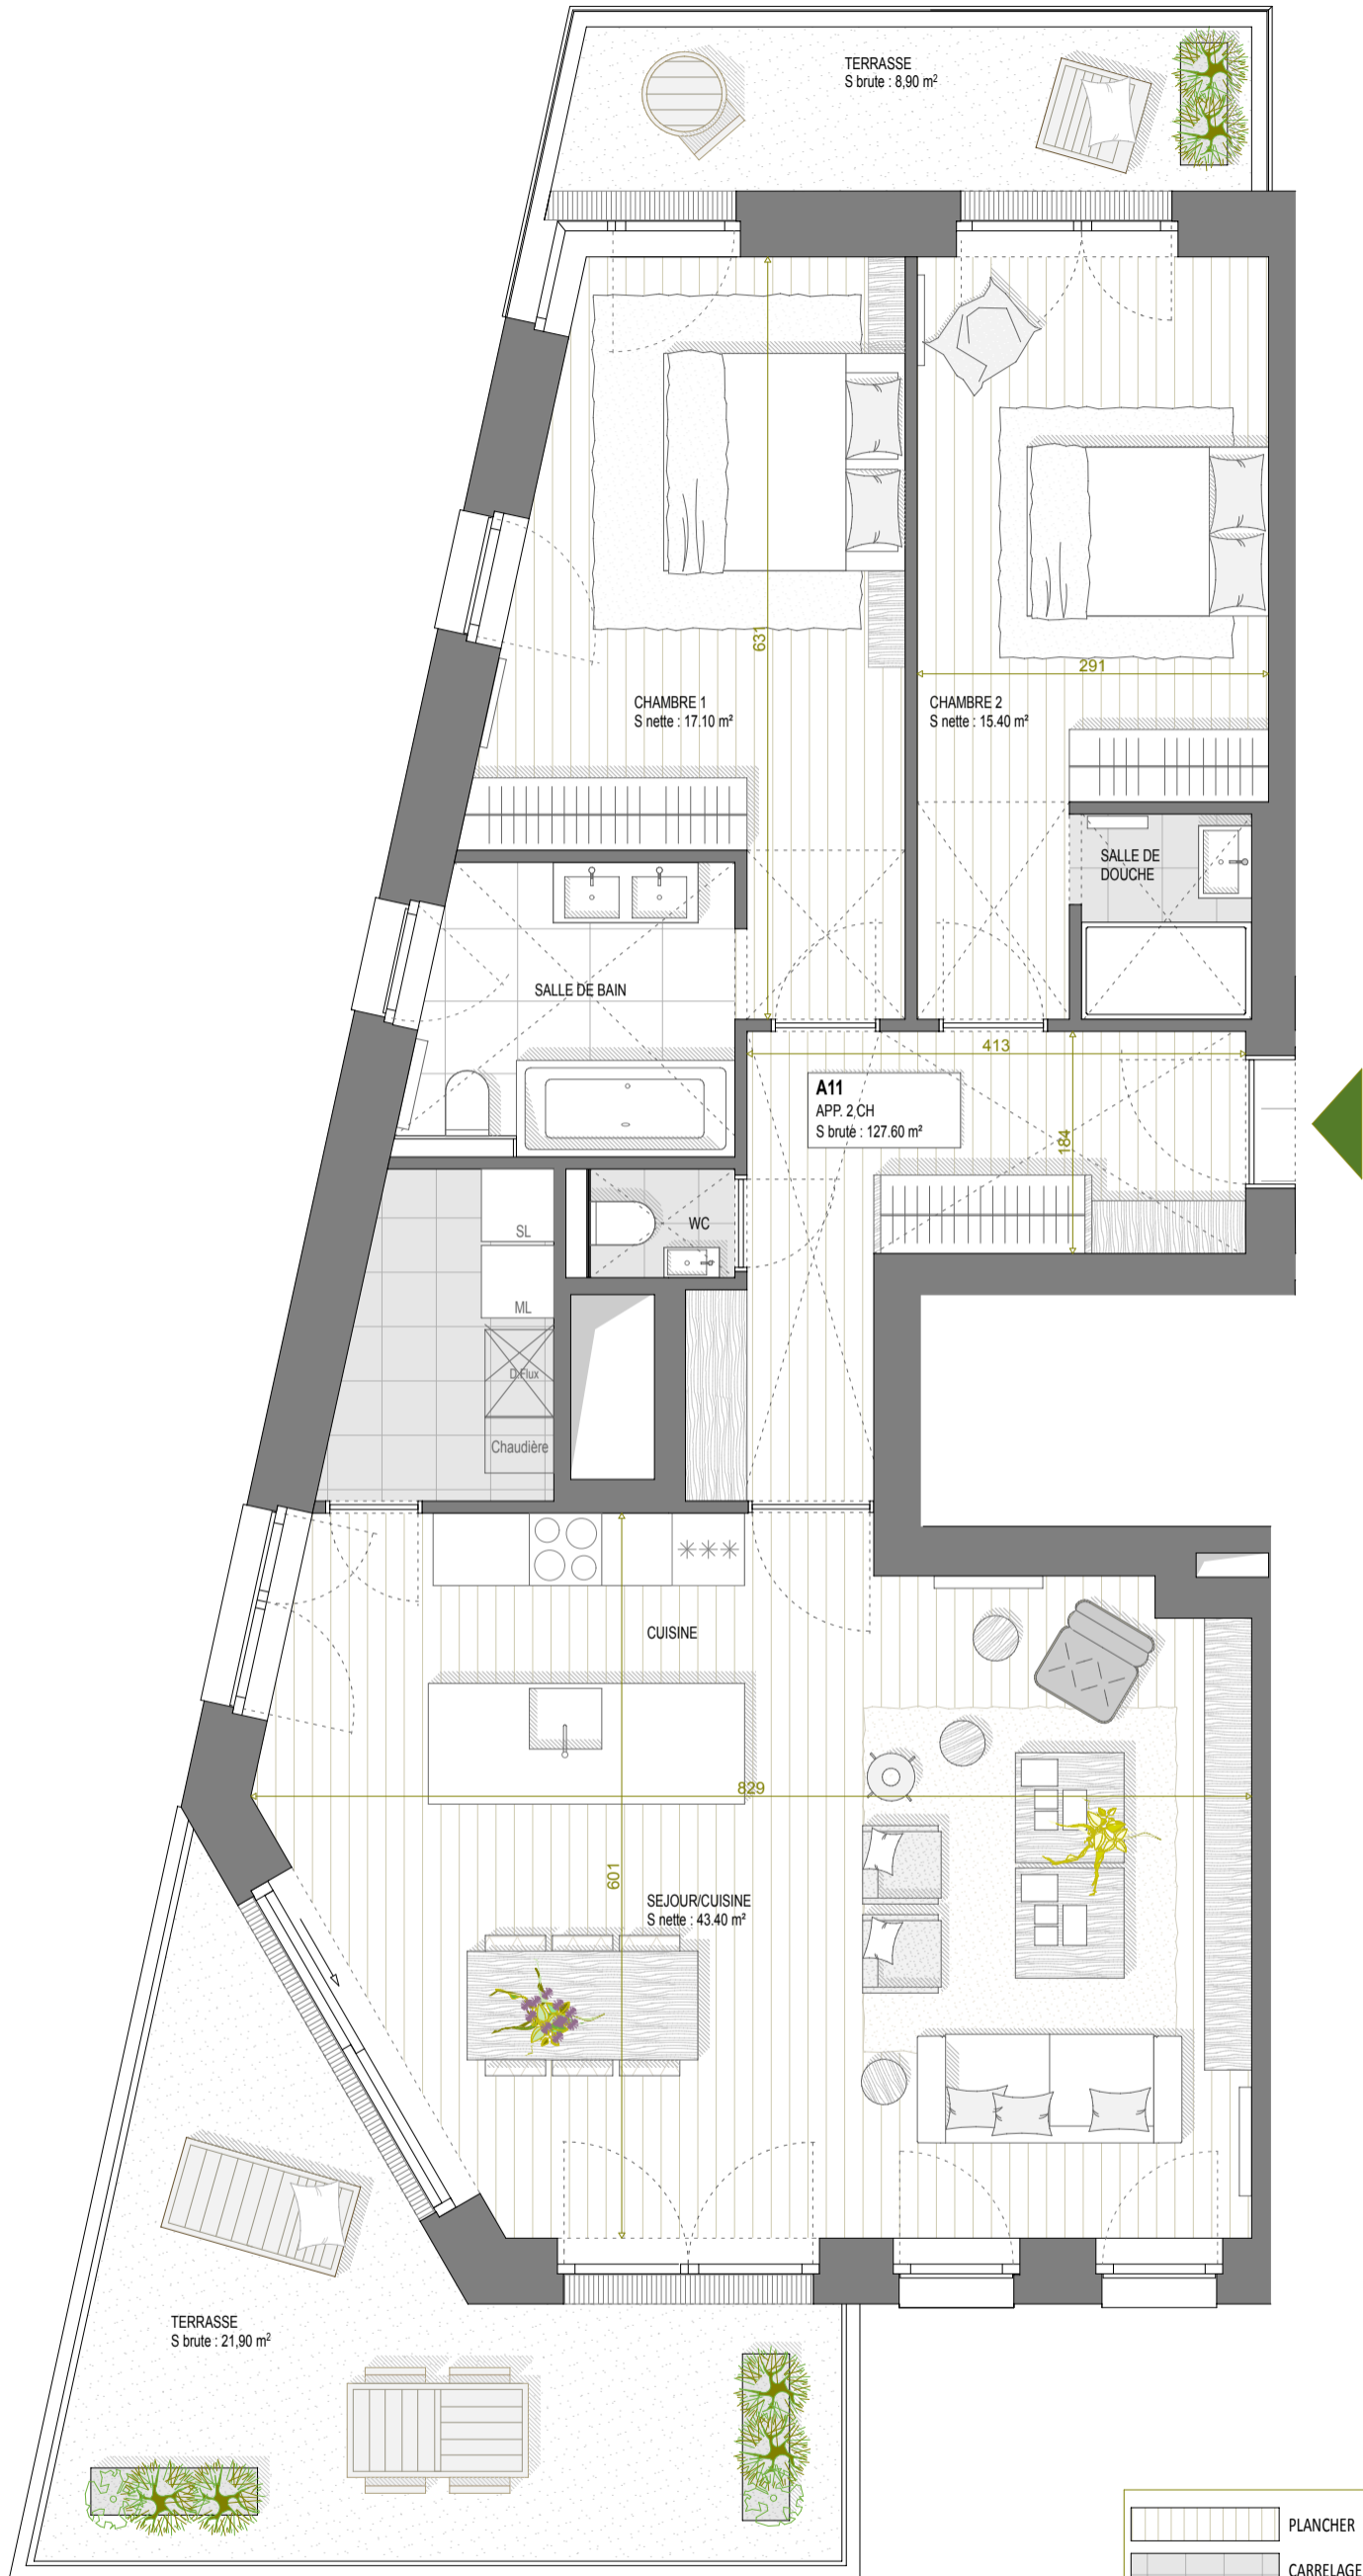 TERRASSE
S brute : 8,90 m²
631
291
CHAMBRE 1
S nette : 17.10 m²
CHAMBRE 2
S nette : 15.40 m²
SALLE DE
DOUCHE
SALLE DE BAIN
413
A11
APP. 2 CH
S brute : 127.60 m²
184
WC
SL
ML
D.Flux
Chaudière
CUISINE
829
601
SEJOUR/CUISINE
S nette : 43.40 m²
TERRASSE
S brute : 21,90 m²
PLANCHER
CARRELAGE